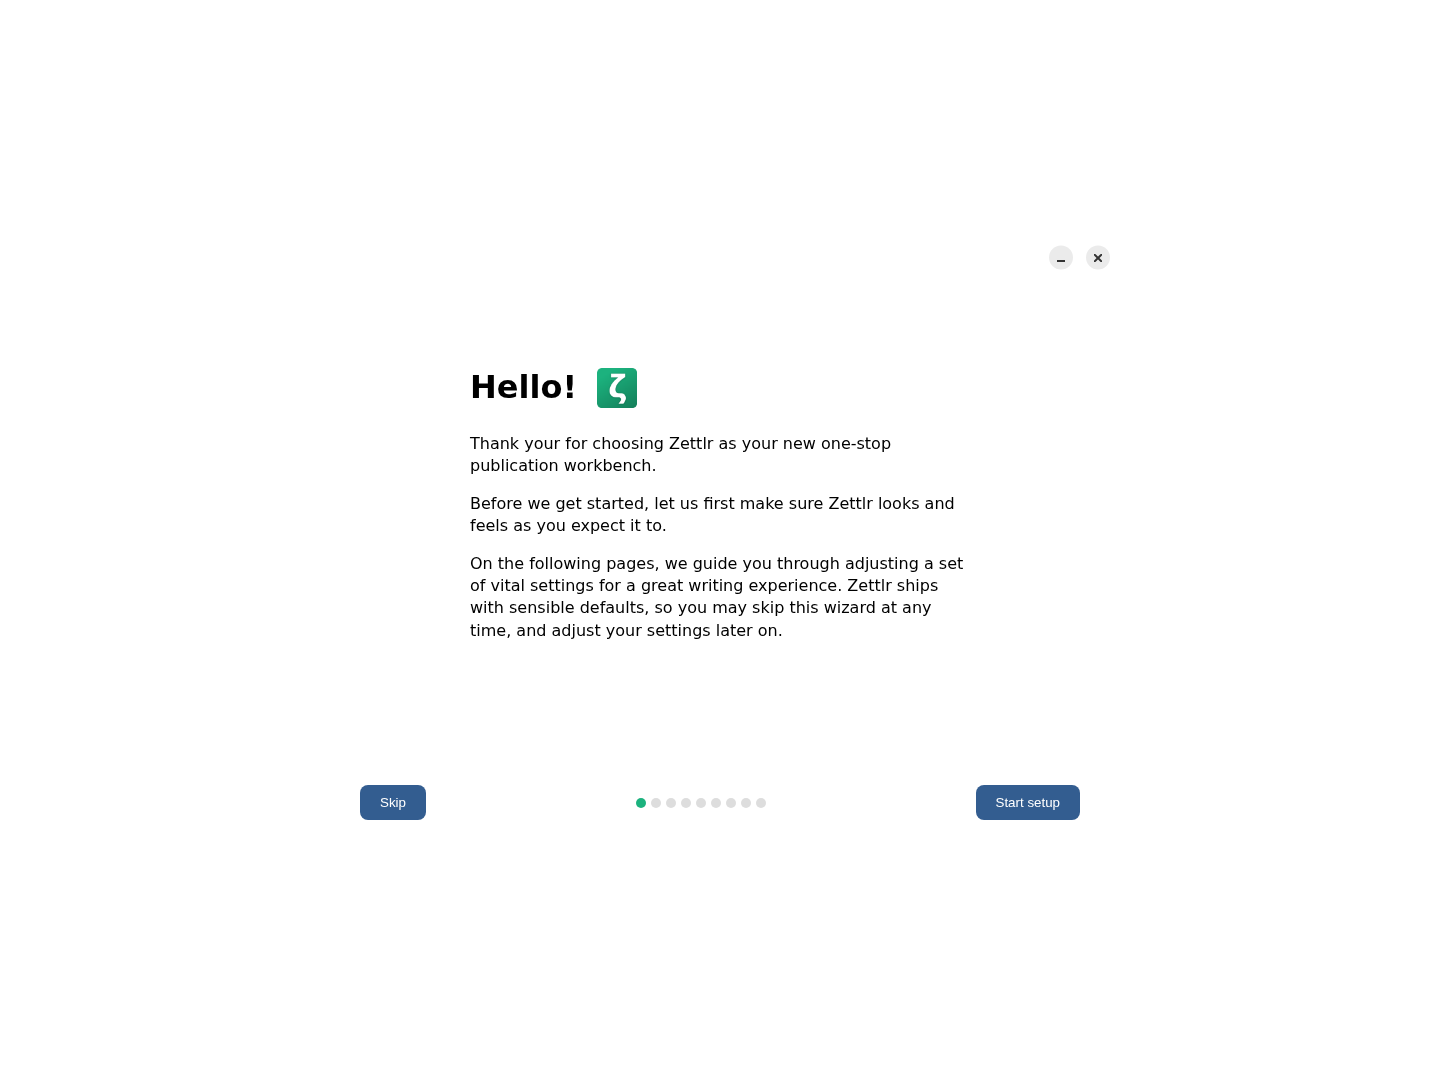 Hello! ζ
Thank your for choosing Zettlr as your new one-stop
publication workbench.
Before we get started, let us first make sure Zettlr looks and
feels as you expect it to.
On the following pages, we guide you through adjusting a set
of vital settings for a great writing experience. Zettlr ships
with sensible defaults, so you may skip this wizard at any
time, and adjust your settings later on.
Skip
Start setup